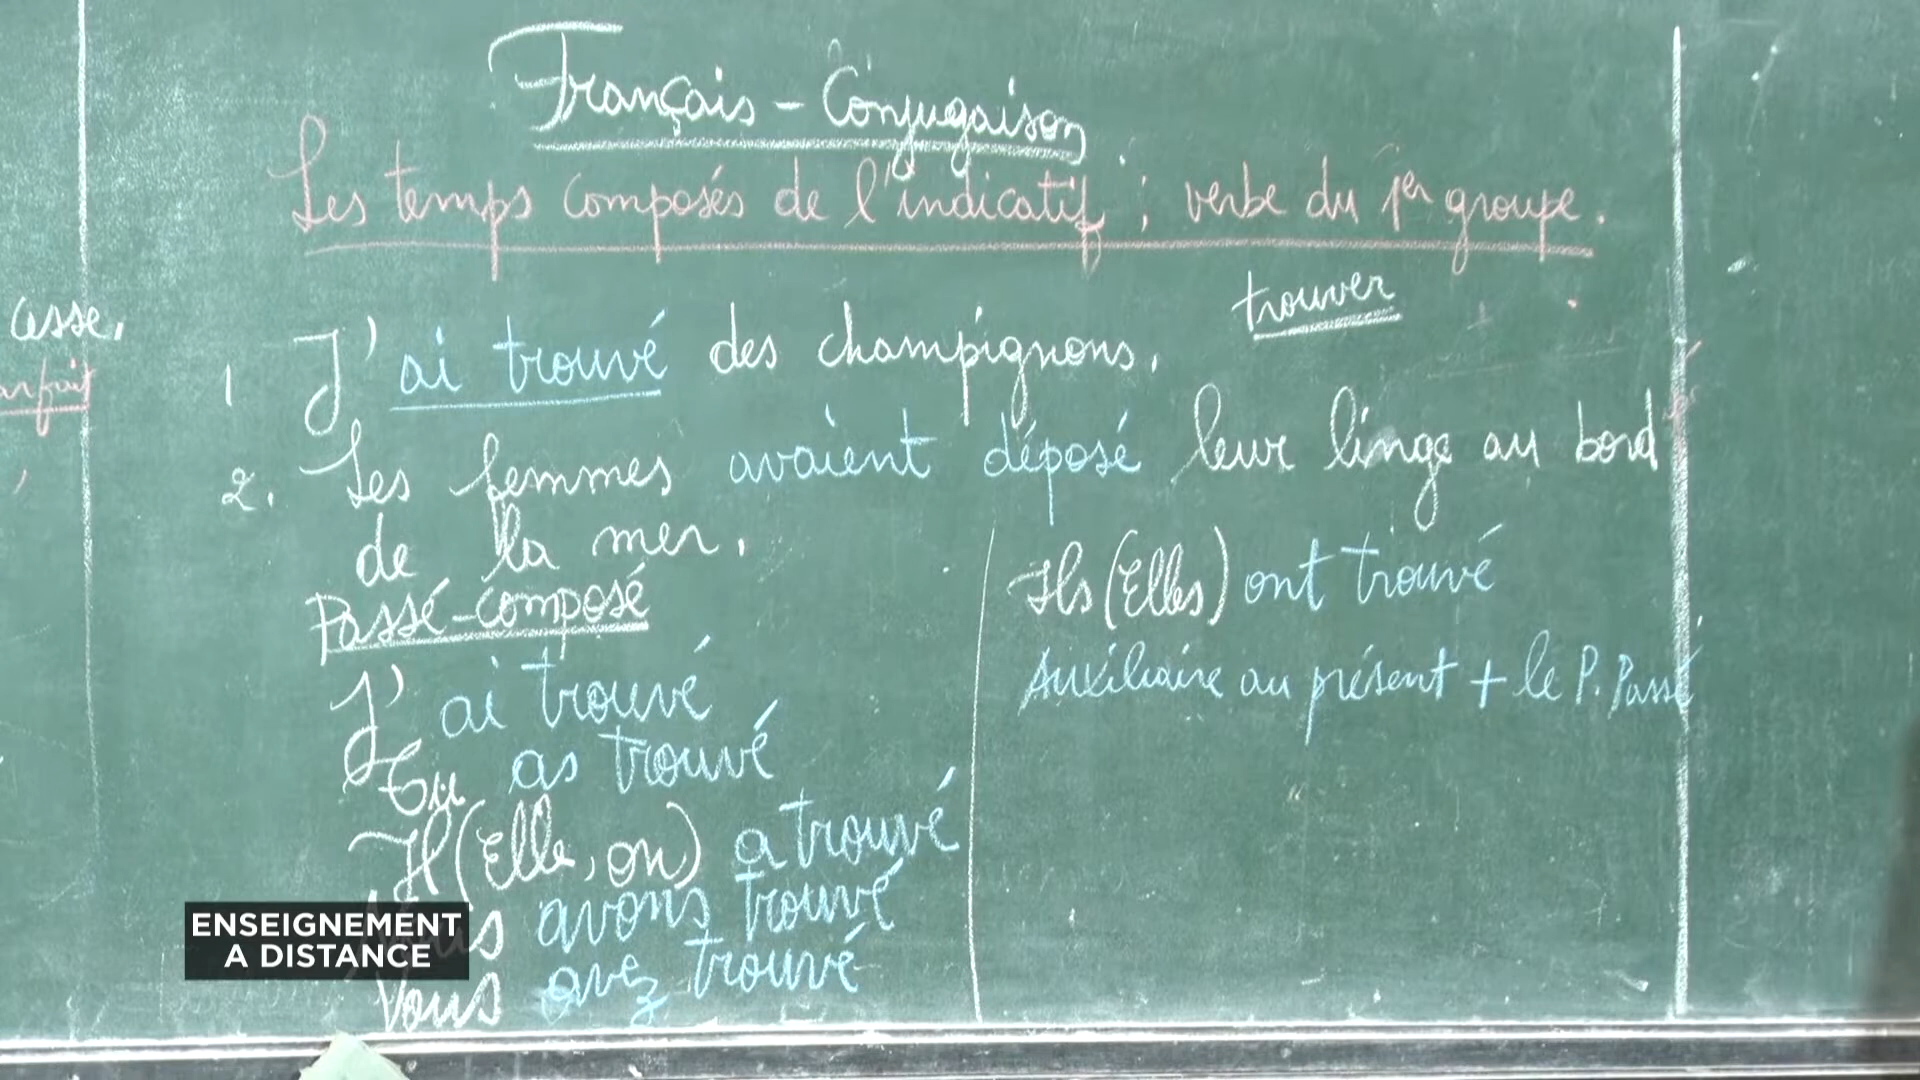 Français - Conjugaison
Les temps composés de l'indicatif ; verbe du 1er groupe.
trouver
cesse,
1 J'ai trouvé des champignons.
2. Les femmes avaient déposé leur linge au bord
de la mer.
Passé-composé
J' ai trouvé
Tu as trouvé
Il (Elle, on) a trouvé
avons trouvé
Vous avez trouvé
Ils (Elles) ont trouvé
Auxiliaire au présent + le P. Passé
ENSEIGNEMENT
A DISTANCE